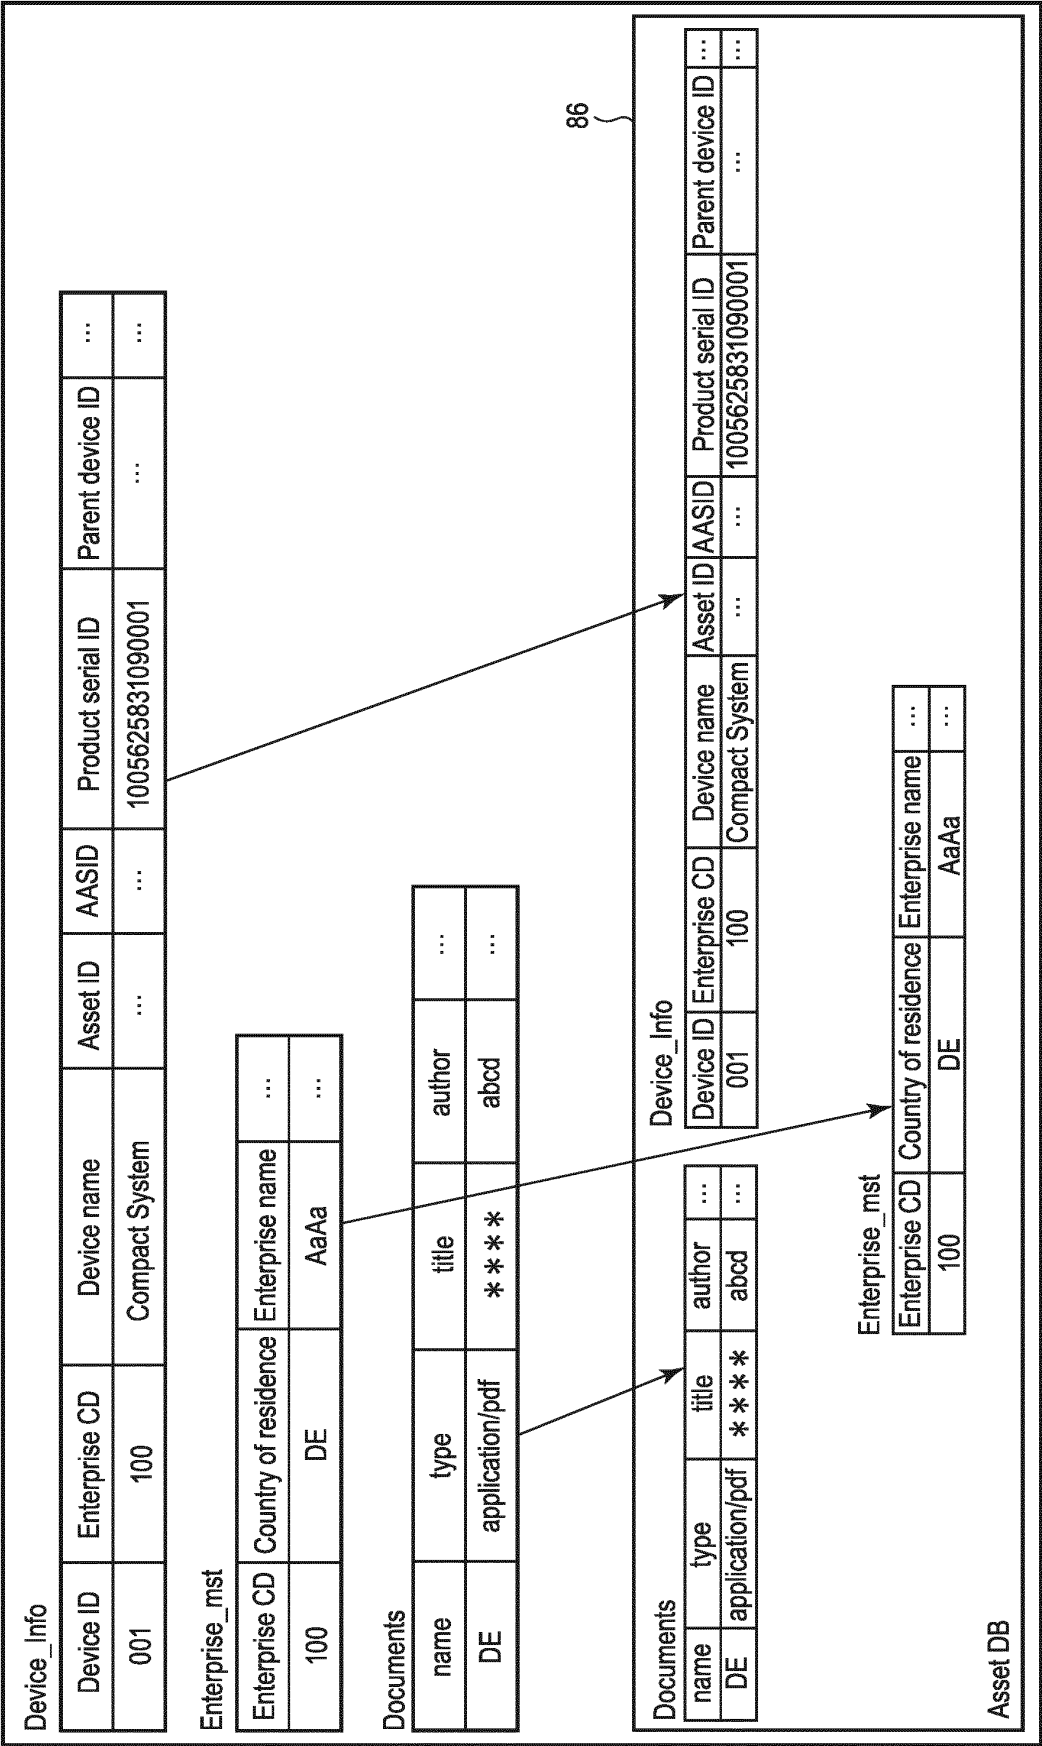 Device_Info
Device ID Enterprise CD Device name Asset ID AASID Product serial ID Parent device ID ...
001 100 Compact System ... ... 1005625831090001 ... ...
Enterprise_mst
Enterprise CD Country of residence Enterprise name ...
100 DE AaAa ...
Documents
name type title author ...
DE application/pdf **** abcd ...
86
Documents
name type title author ...
DE application/pdf **** abcd ...
Device_Info
Device ID Enterprise CD Device name Asset ID AASID Product serial ID Parent device ID ...
001 100 Compact System ... ... 1005625831090001 ... ...
Enterprise_mst
Enterprise CD Country of residence Enterprise name ...
100 DE AaAa ...
Asset DB